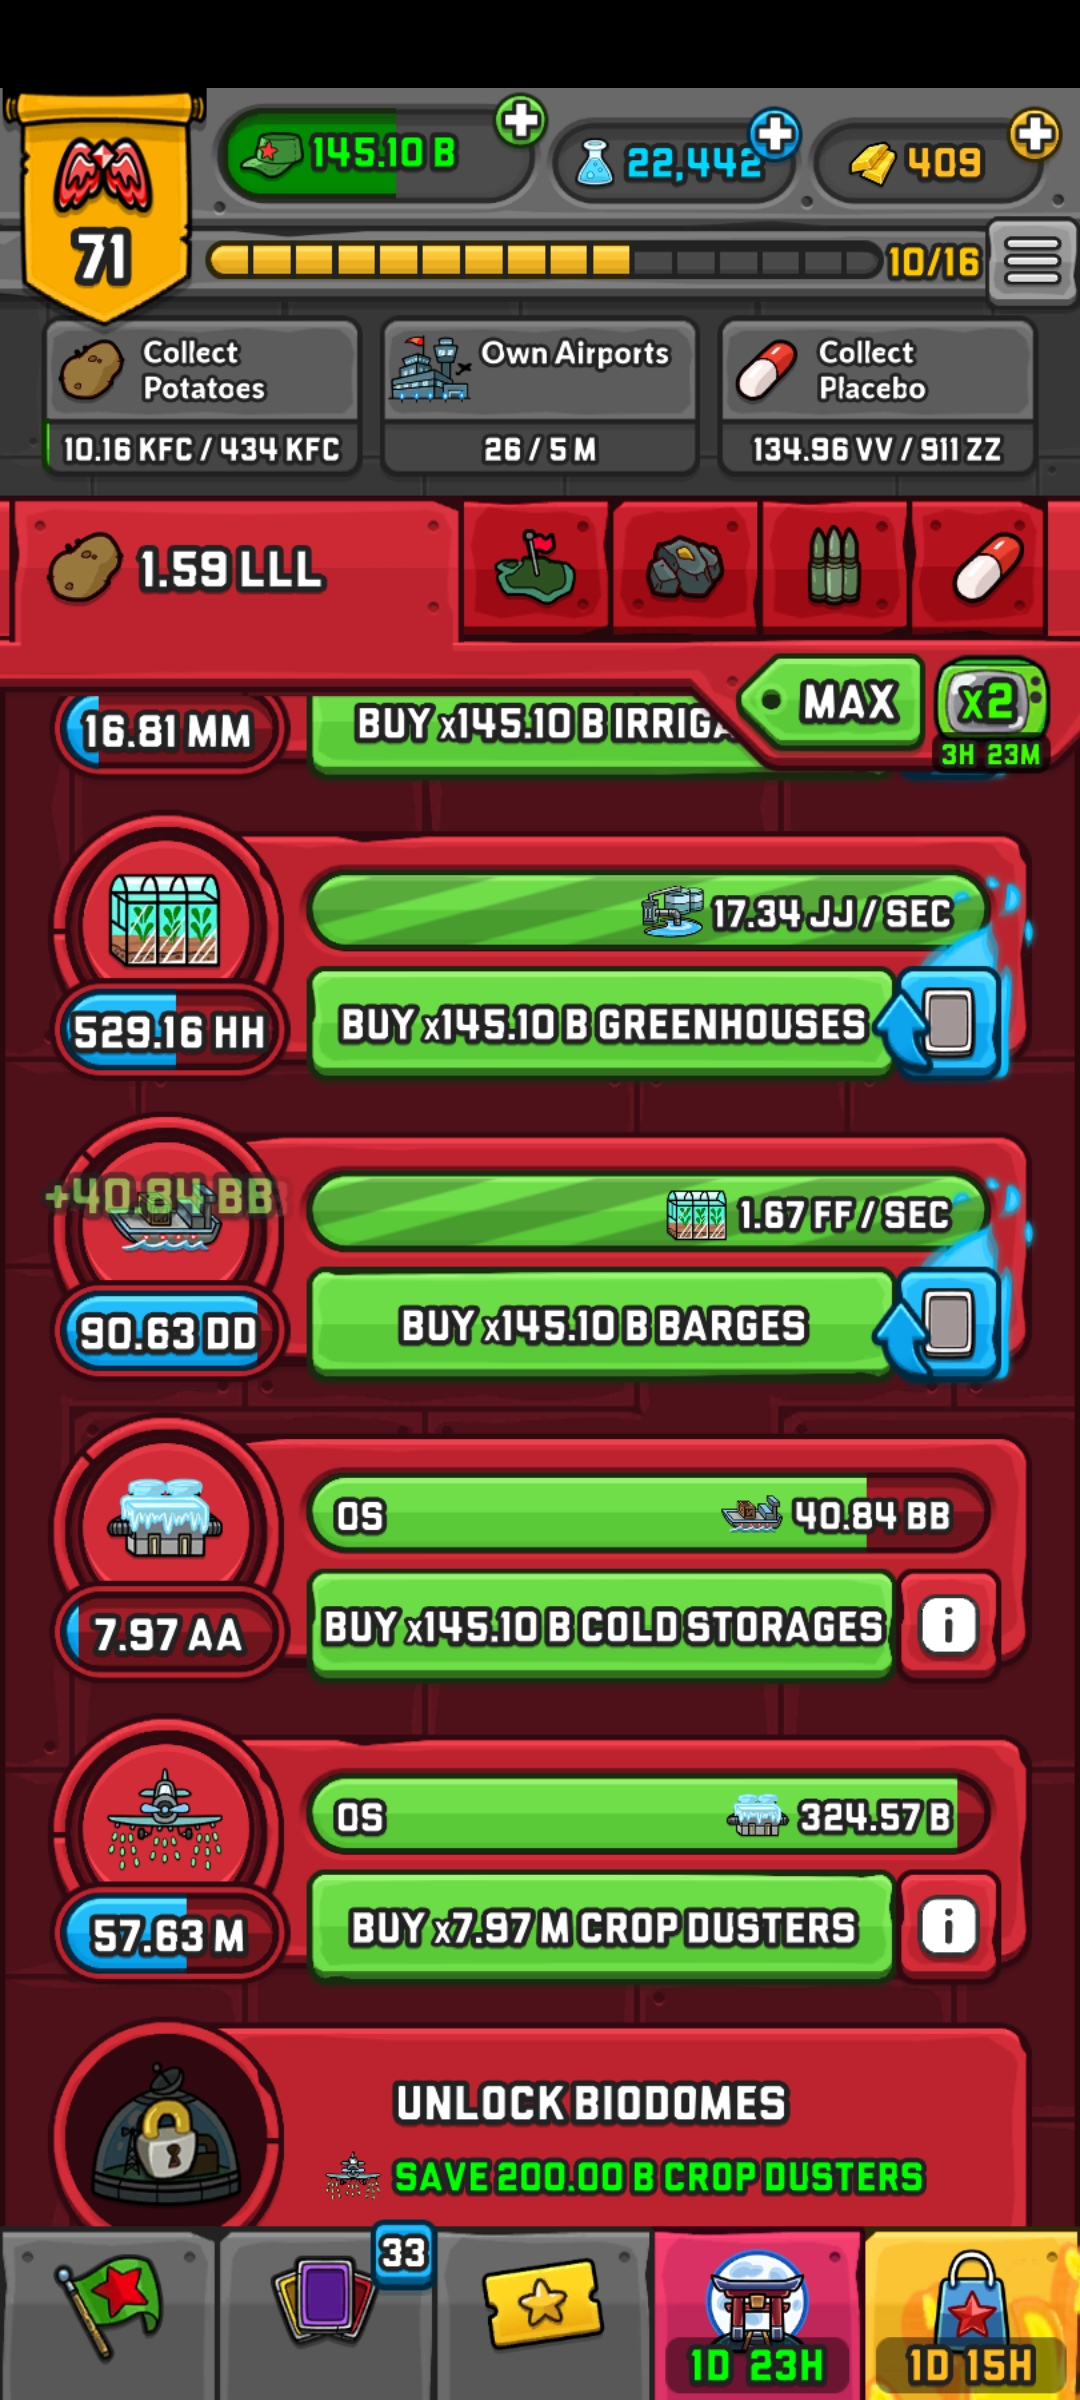 145.10 B
22,442
409
71
10/16
Collect
Potatoes
10.16 KFC / 434 KFC
Own Airports
26 / 5 M
Collect
Placebo
134.96 VV / 911 ZZ
1.59 LLL
MAX
x2
3H 23M
16.81 MM
BUY x145.10 B IRRIGA
17.34 JJ / SEC
529.16 HH
BUY x145.10 B GREENHOUSES
+40.84 BB
1.67 FF / SEC
90.63 DD
BUY x145.10 B BARGES
0S
40.84 BB
7.97 AA
BUY x145.10 B COLD STORAGES
i
0S
324.57 B
57.63 M
BUY x7.97 M CROP DUSTERS
i
UNLOCK BIODOMES
SAVE 200.00 B CROP DUSTERS
33
1D 23H
1D 15H